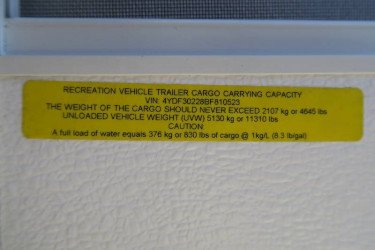 RECREATION VEHICLE TRAILER CARGO CARRYING CAPACITY
VIN: 4YDF30228BF810523
THE WEIGHT OF THE CARGO SHOULD NEVER EXCEED 2107 kg or 4645 lbs
UNLOADED VEHICLE WEIGHT (UVW) 5130 kg or 11310 lbs
CAUTION:
A full load of water equals 376 kg or 830 lbs of cargo @ 1kg/L (8.3 lb/gal)